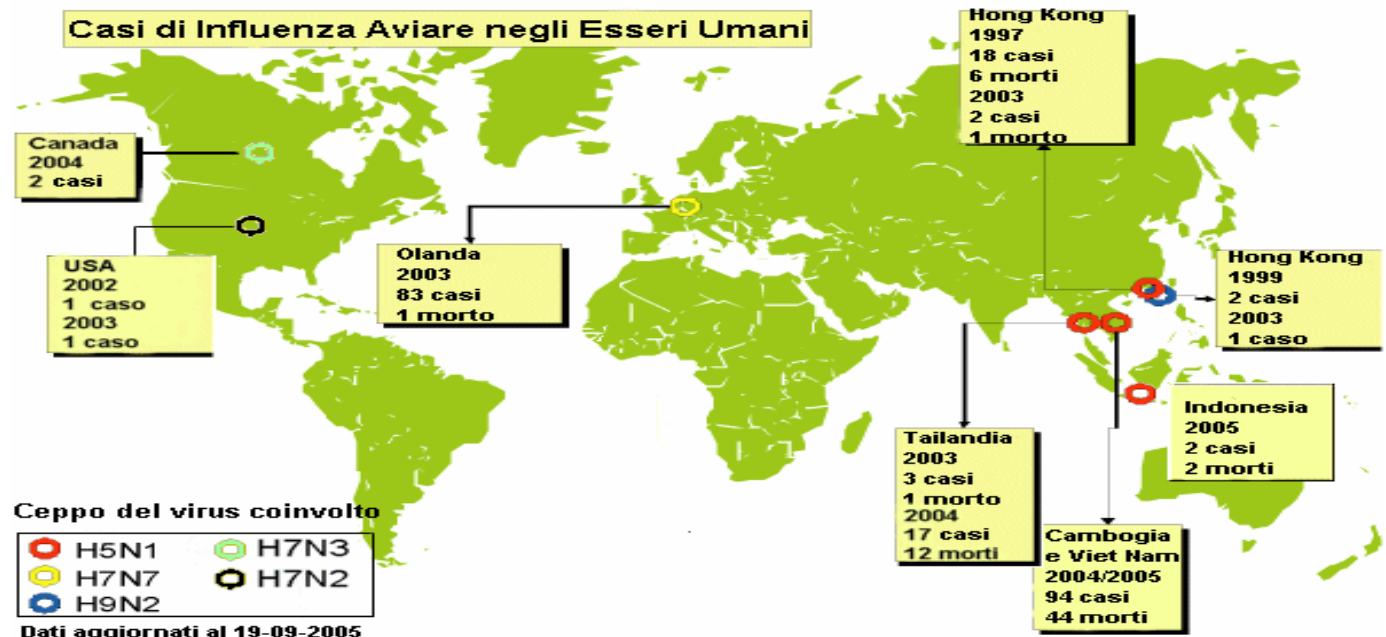 Casi di Influenza Aviare negli Esseri Umani
Hong Kong
1997
18 casi
6 morti
2003
2 casi
1 morto
Canada
2004
2 casi
USA
2002
1 caso
2003
1 caso
Olanda
2003
83 casi
1 morto
Hong Kong
1999
2 casi
2003
1 caso
Indonesia
2005
2 casi
2 morti
Tailandia
2003
3 casi
1 morto
2004
17 casi
12 morti
Cambogia
e Viet Nam
2004/2005
94 casi
44 morti
Ceppo del virus coinvolto
H5N1
H7N3
H7N7
H7N2
H9N2
Dati aggiornati al 19-09-2005